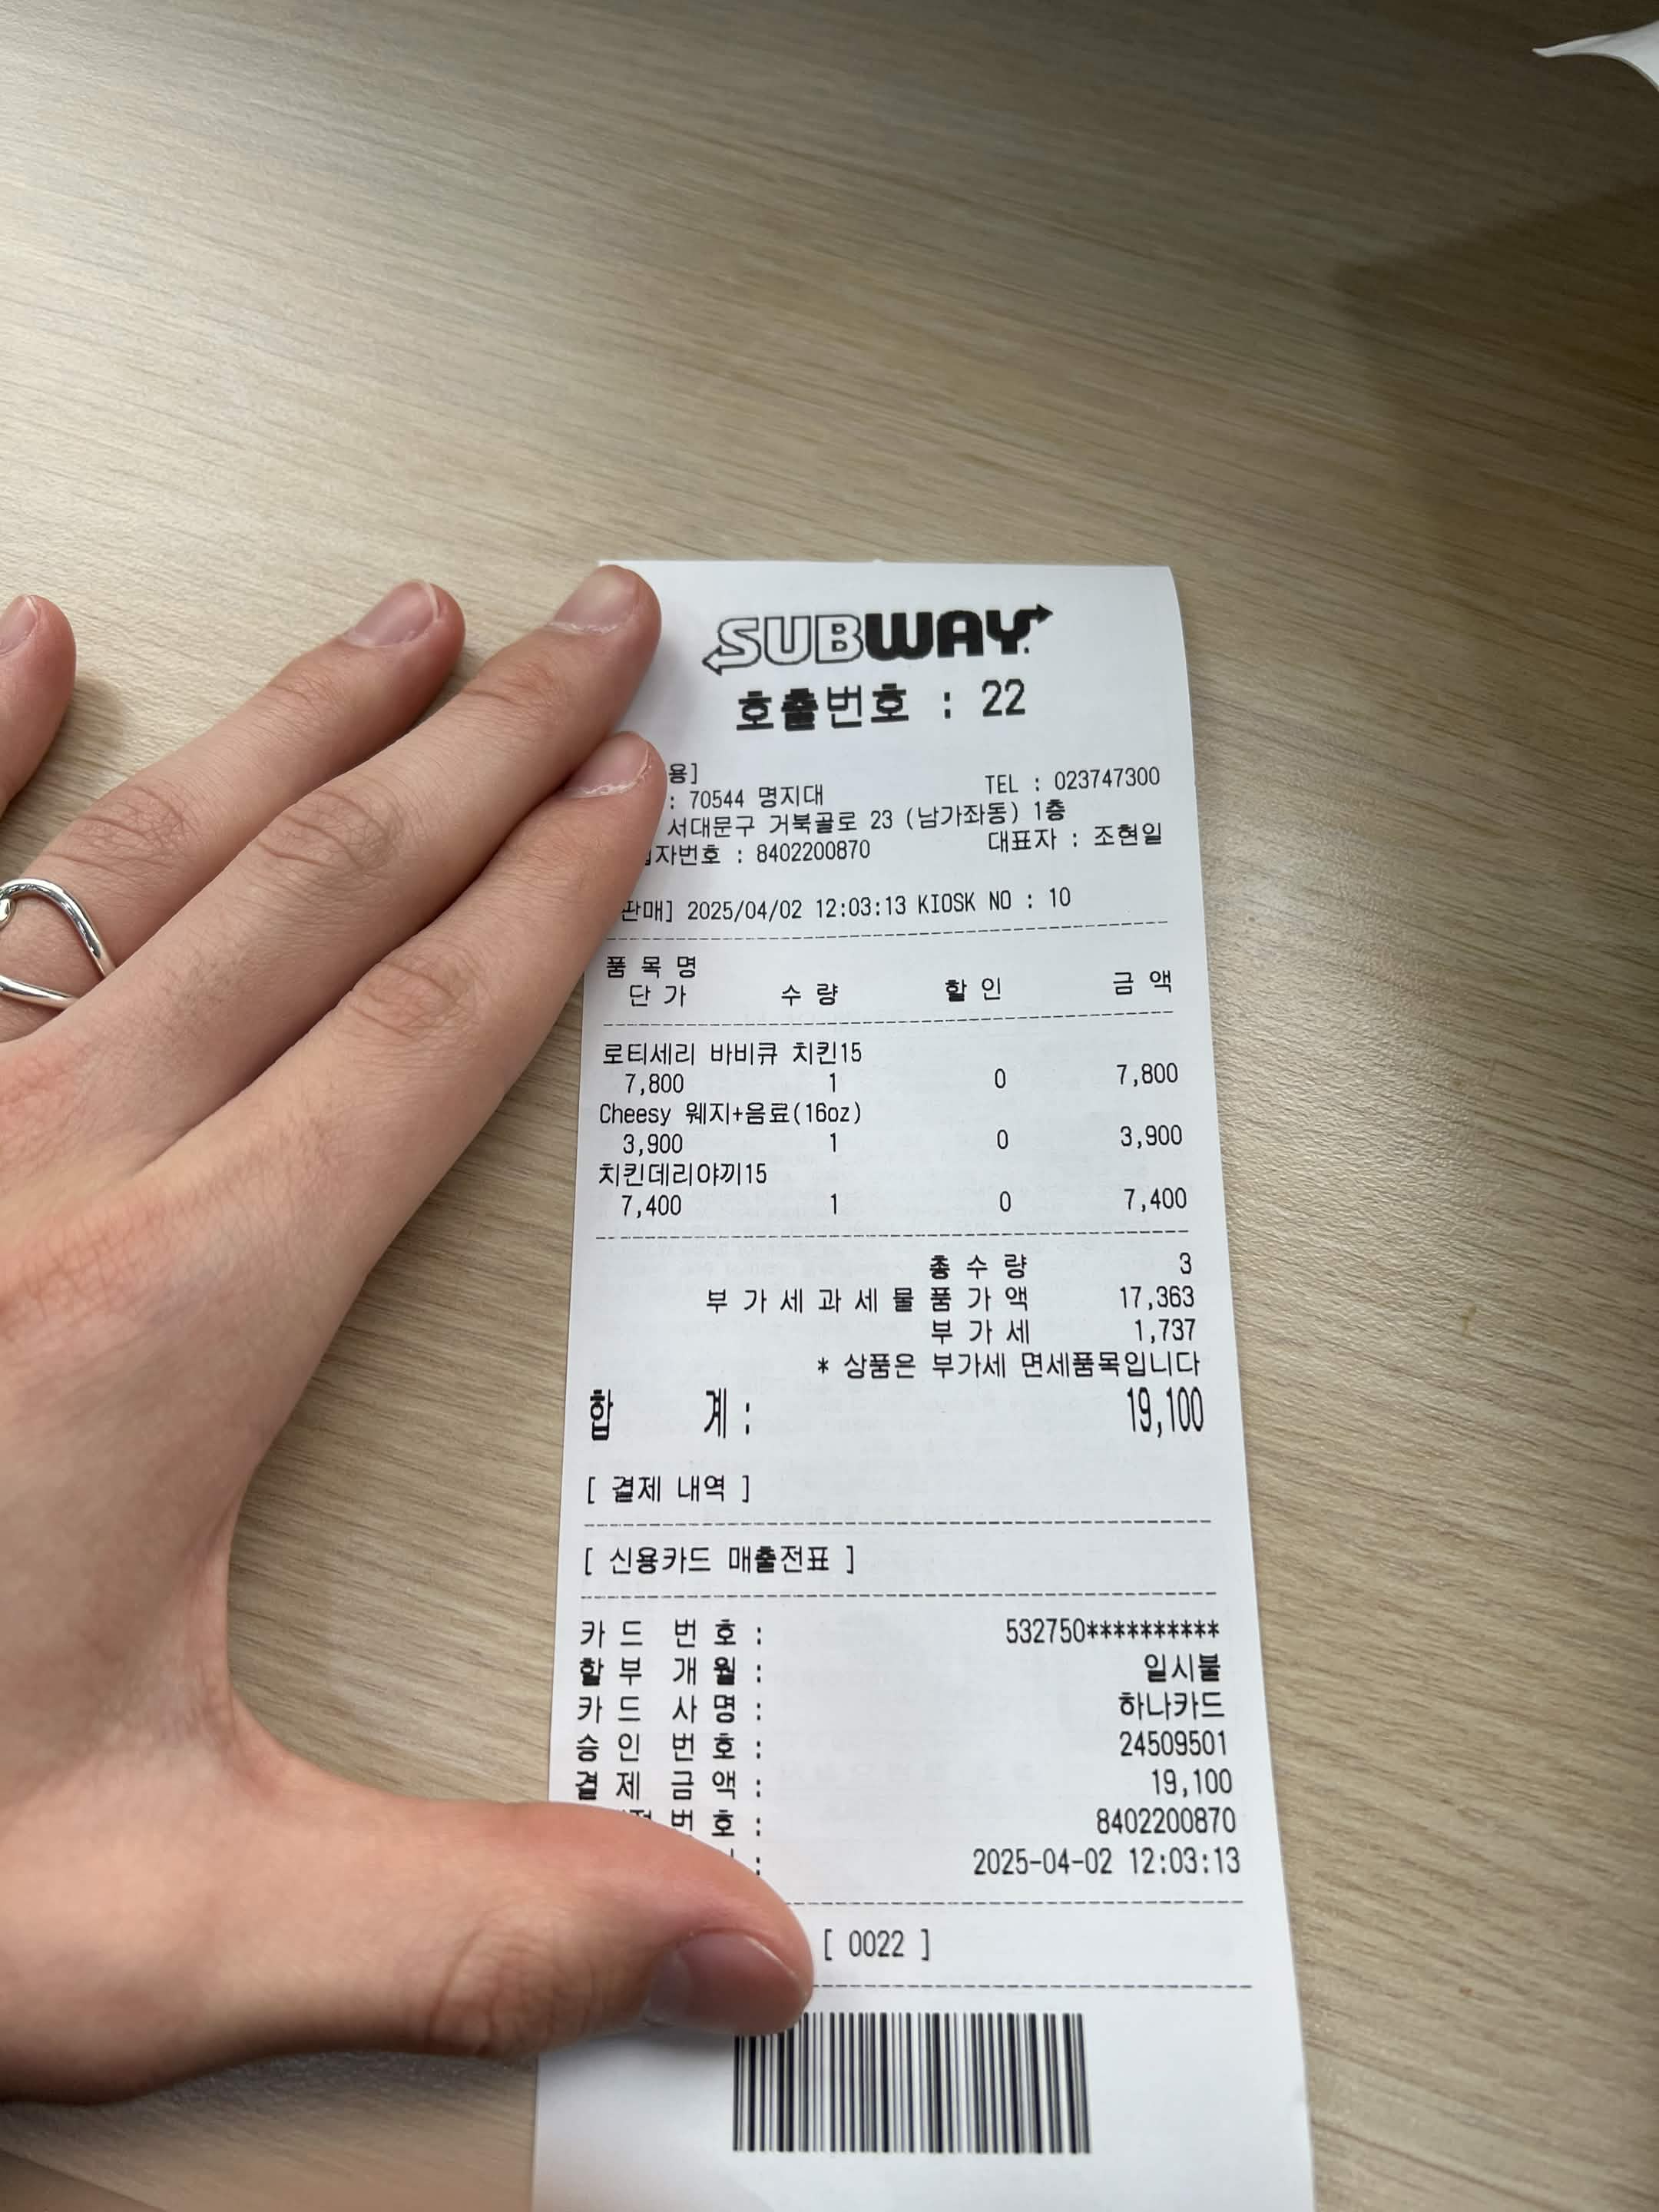 SUBWAY
호출번호 : 22
용]
: 70544 명지대 TEL : 023747300
서대문구 거북골로 23 (남가좌동) 1층
자번호 : 8402200870 대표자 : 조현일
판매] 2025/04/02 12:03:13 KIOSK NO : 10
품 목 명
단 가 수 량 할 인 금 액
로티세리 바비큐 치킨15
7,800 1 0 7,800
Cheesy 웨지+음료(16oz)
3,900 1 0 3,900
치킨데리야끼15
7,400 1 0 7,400
총 수 량 3
부 가 세 과 세 물 품 가 액 17,363
부 가 세 1,737
* 상품은 부가세 면세품목입니다
합 계 : 19,100
[ 결제 내역 ]
[ 신용카드 매출전표 ]
카 드 번 호 : 532750**********
할 부 개 월 : 일시불
카 드 사 명 : 하나카드
승 인 번 호 : 24509501
결 제 금 액 : 19,100
번 호 : 8402200870
: 2025-04-02 12:03:13
[ 0022 ]